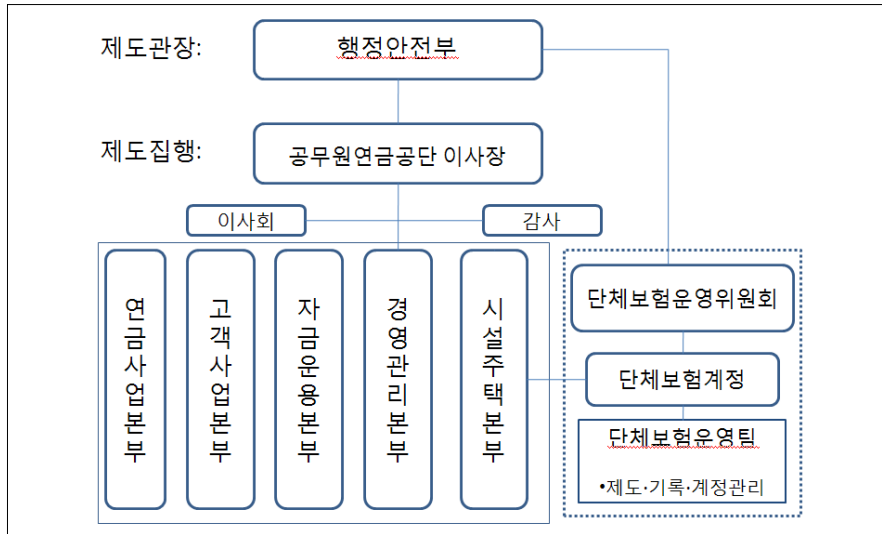 제도관장:
행정안전부
제도집행:
공무원연금공단 이사장
이사회
감사
연금사업본부
고객사업본부
자금운용본부
경영관리본부
시설주택본부
단체보험운영위원회
단체보험계정
단체보험운영팀
•제도·기록·계정관리